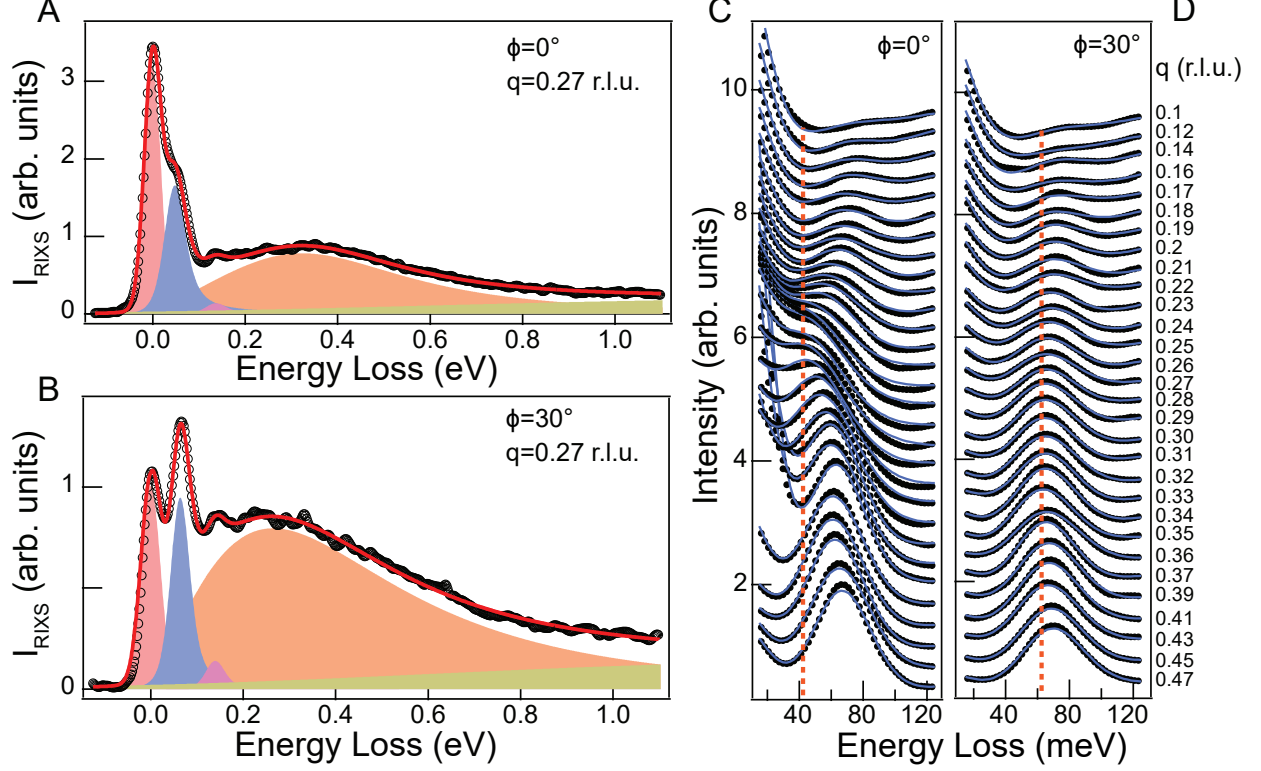 A
ϕ=0°
q=0.27 r.l.u.
I RIXS (arb. units)
3
2
1
0
0.0 0.2 0.4 0.6 0.8 1.0
Energy Loss (eV)
B
ϕ=30°
q=0.27 r.l.u.
I RIXS (arb. units)
1
0
0.0 0.2 0.4 0.6 0.8 1.0
Energy Loss (eV)
C
ϕ=0°
Intensity (arb. units)
10
8
6
4
2
40 80 120
D
ϕ=30°
40 80 120
Energy Loss (meV)
q (r.l.u.)
0.1
0.12
0.14
0.16
0.17
0.18
0.19
0.2
0.21
0.22
0.23
0.24
0.25
0.26
0.27
0.28
0.29
0.30
0.31
0.32
0.33
0.34
0.35
0.36
0.37
0.39
0.41
0.43
0.45
0.47